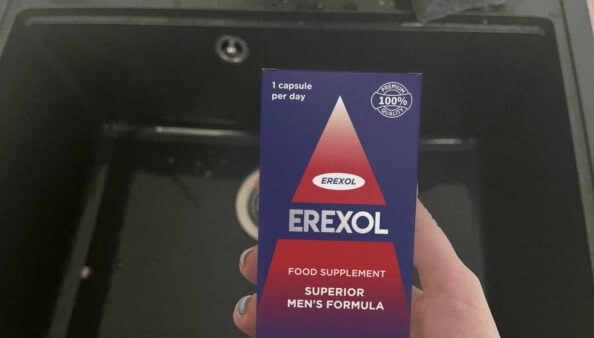 1 capsule
per day
PREMIUM
100%
QUALITY
EREXOL
EREXOL
FOOD SUPPLEMENT
SUPERIOR
MEN'S FORMULA